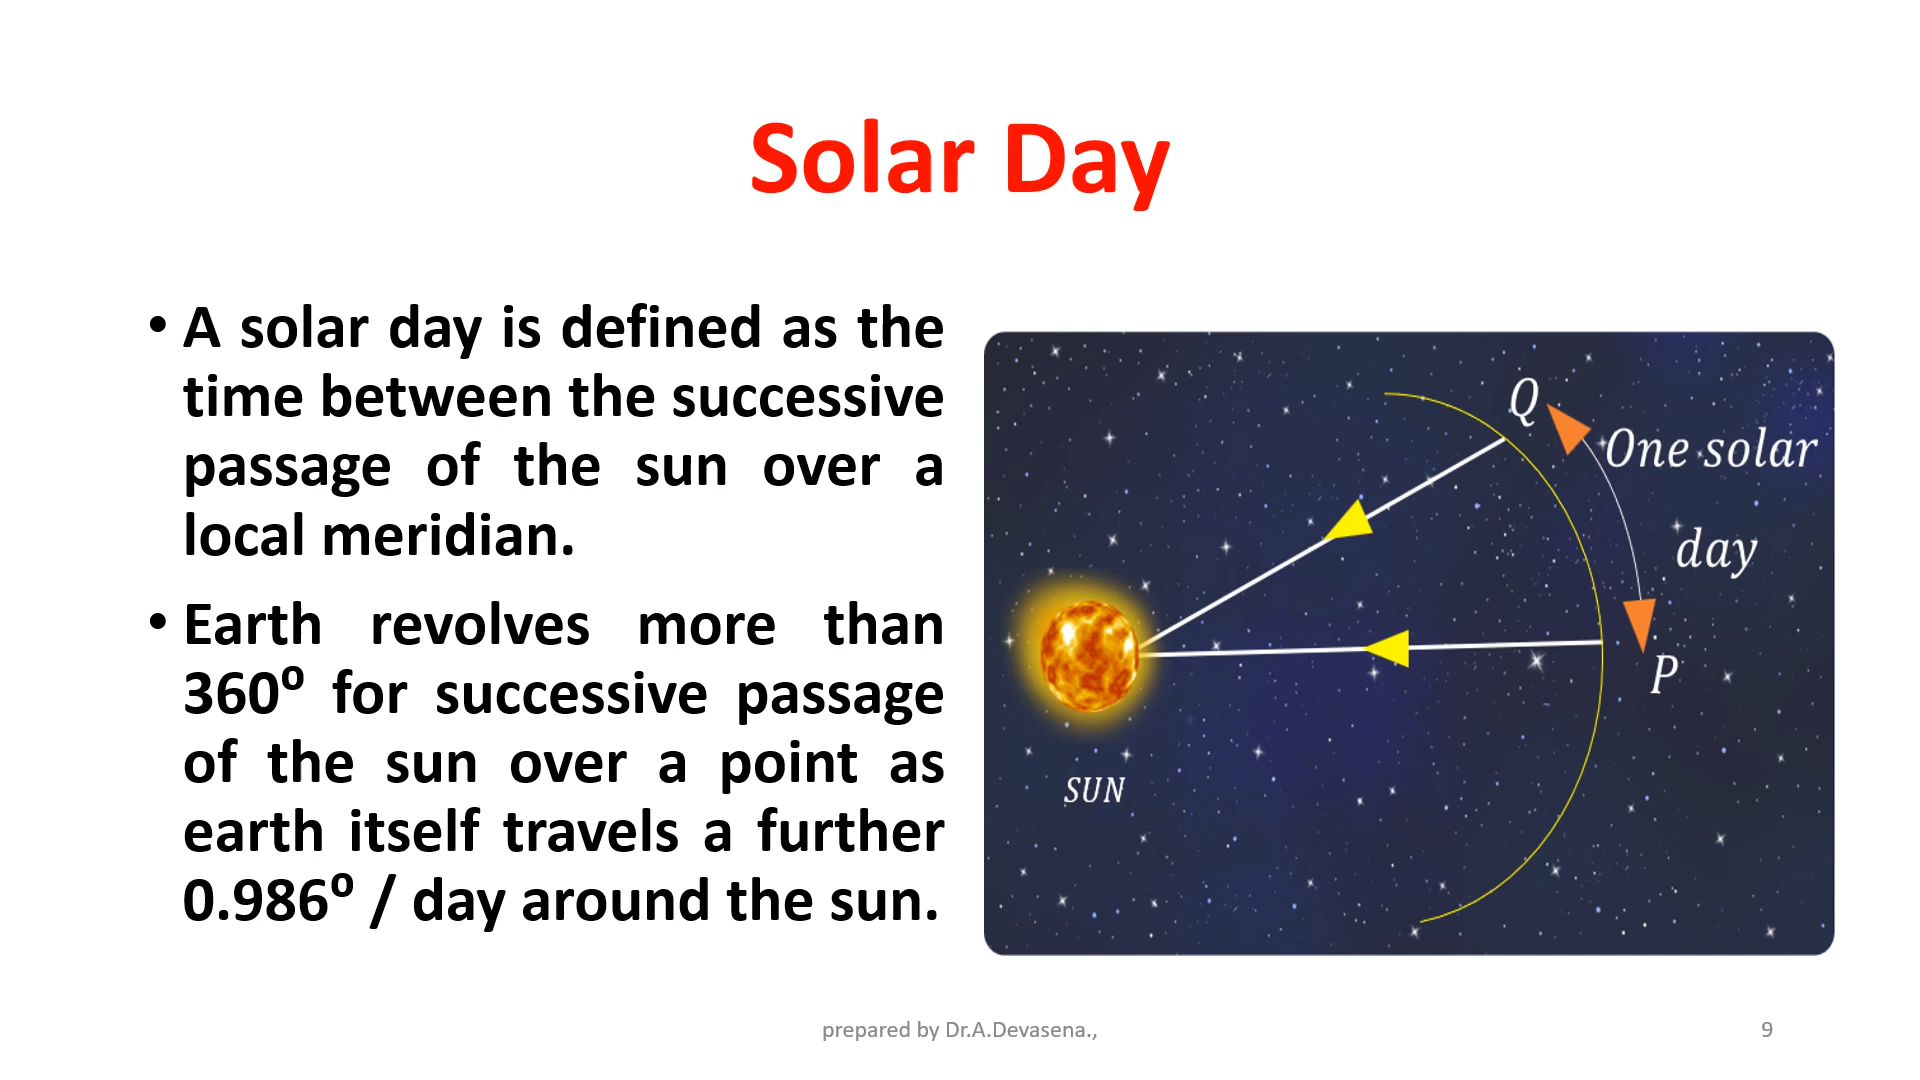 Solar Day
• A solar day is defined as the
time between the successive
passage of the sun over a
local meridian.
• Earth revolves more than
360⁰ for successive passage
of the sun over a point as
earth itself travels a further
0.986⁰ / day around the sun.
Q
One solar
day
P
SUN
prepared by Dr.A.Devasena.,
9